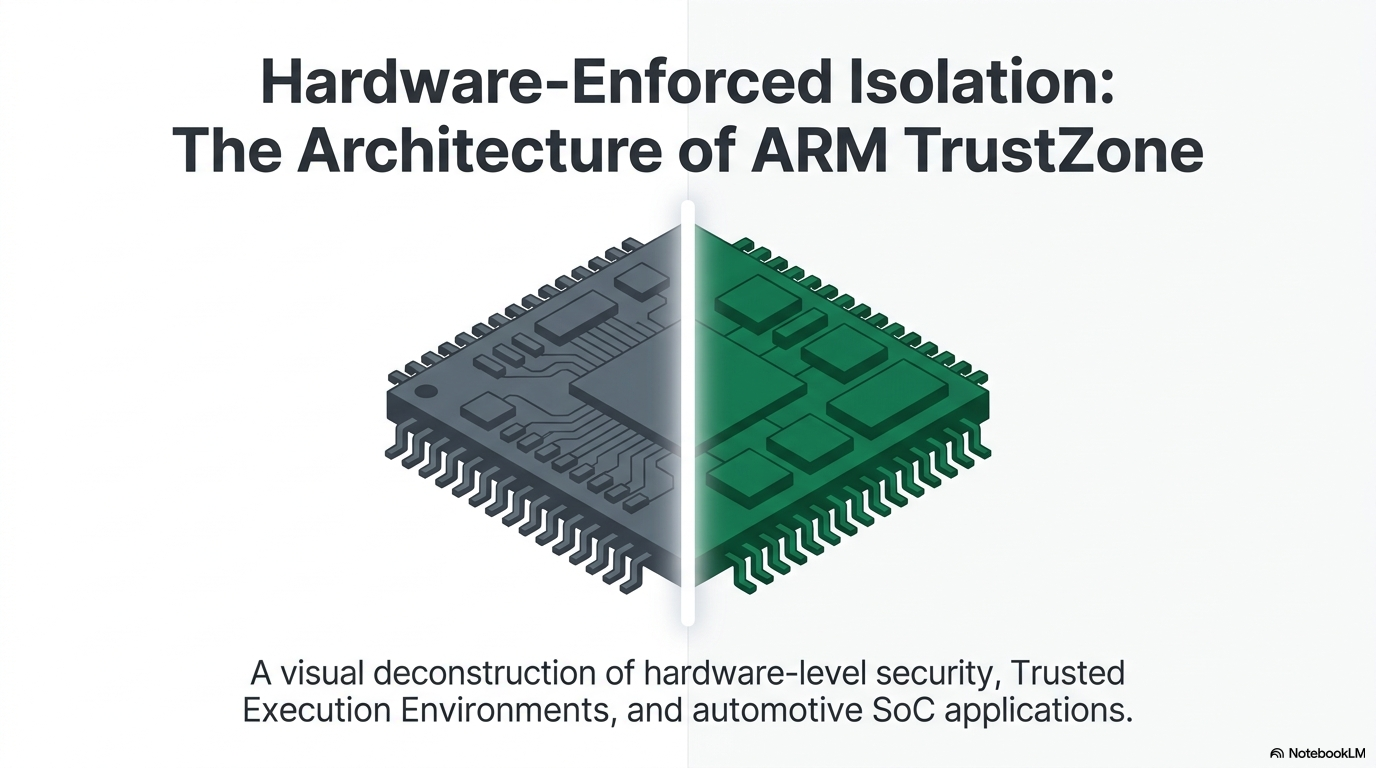 Hardware-Enforced Isolation:
The Architecture of ARM TrustZone
A visual deconstruction of hardware-level security, Trusted
Execution Environments, and automotive SoC applications.
NotebookLM